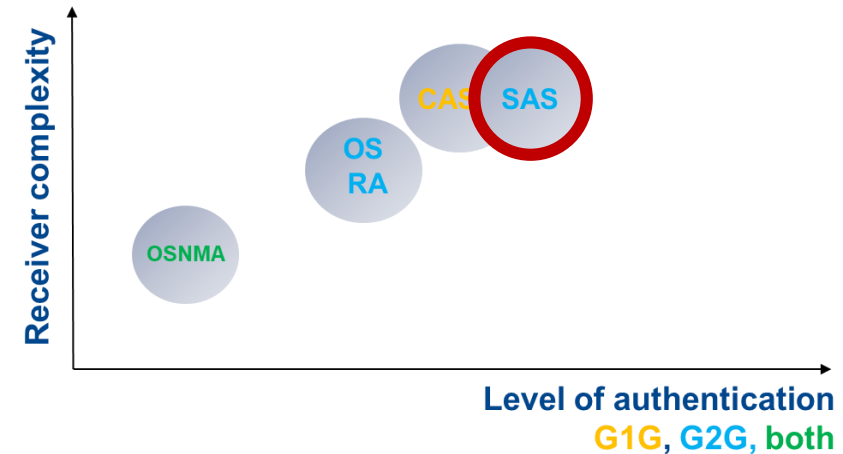 Receiver complexity
CAS
SAS
OS
RA
OSNMA
Level of authentication
G1G, G2G, both